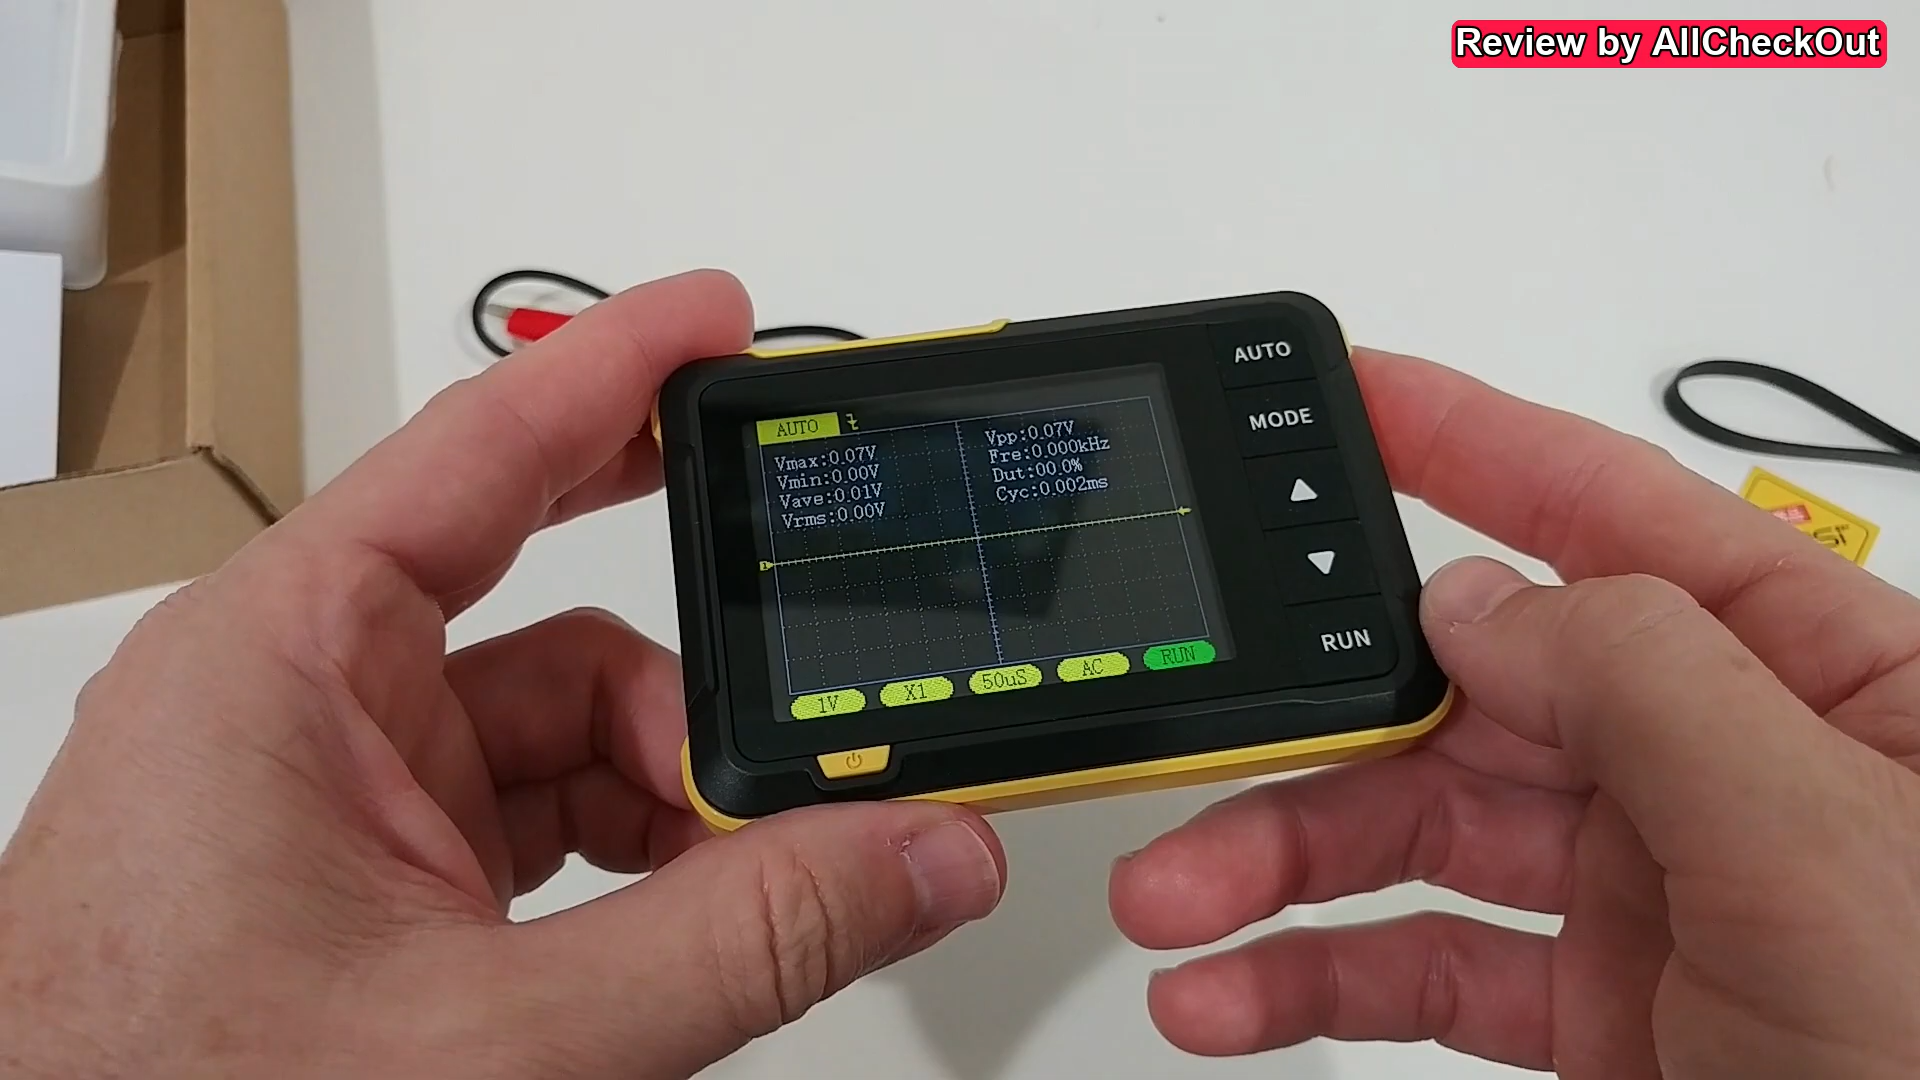 Review by AllCheckOut
AUTO
Vmax:0.07V
Vmin:0.00V
Vave:0.01V
Vrms:0.00V
Vpp:0.07V
Fre:0.000kHz
Dut:00.0%
Cyc:0.002ms
1
1V
X1
50uS
AC
RUN
AUTO
MODE
RUN